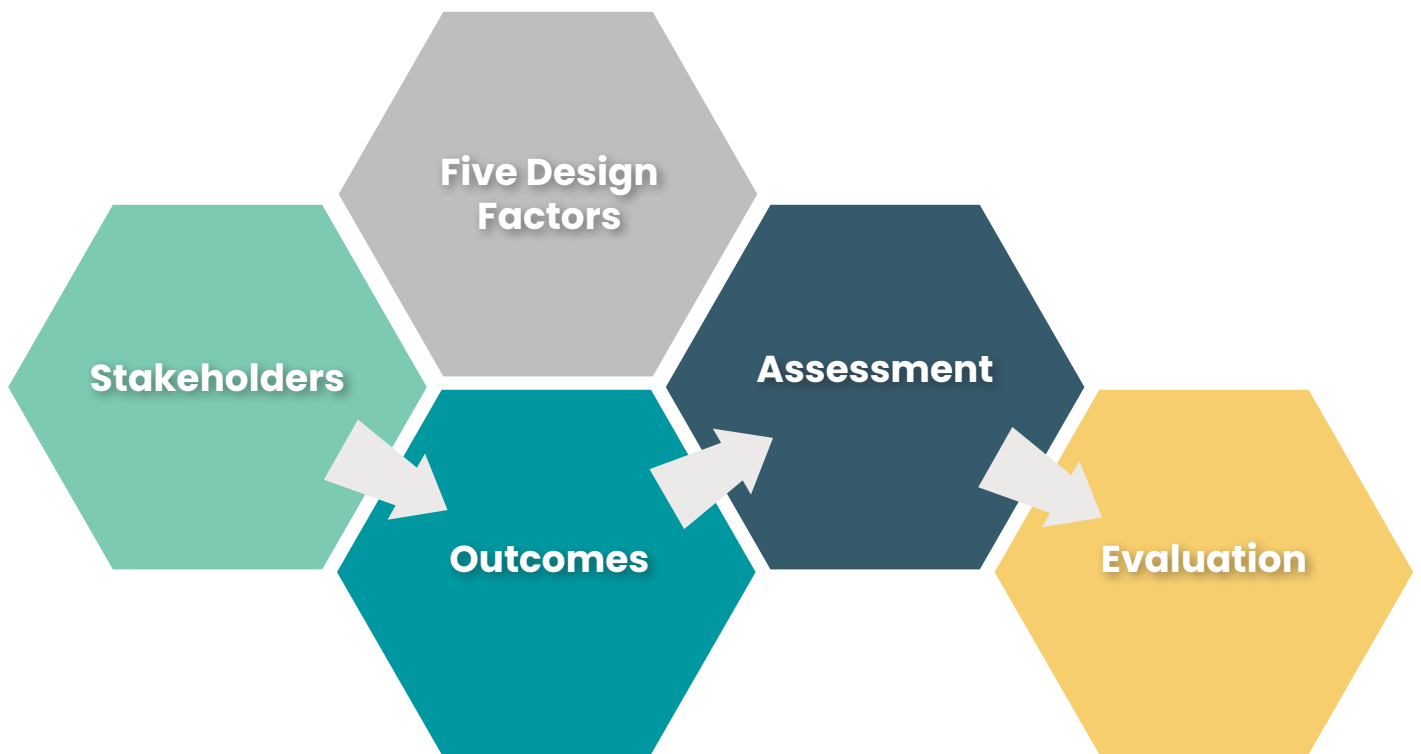 Five Design
Factors
Stakeholders
Assessment
Outcomes
Evaluation